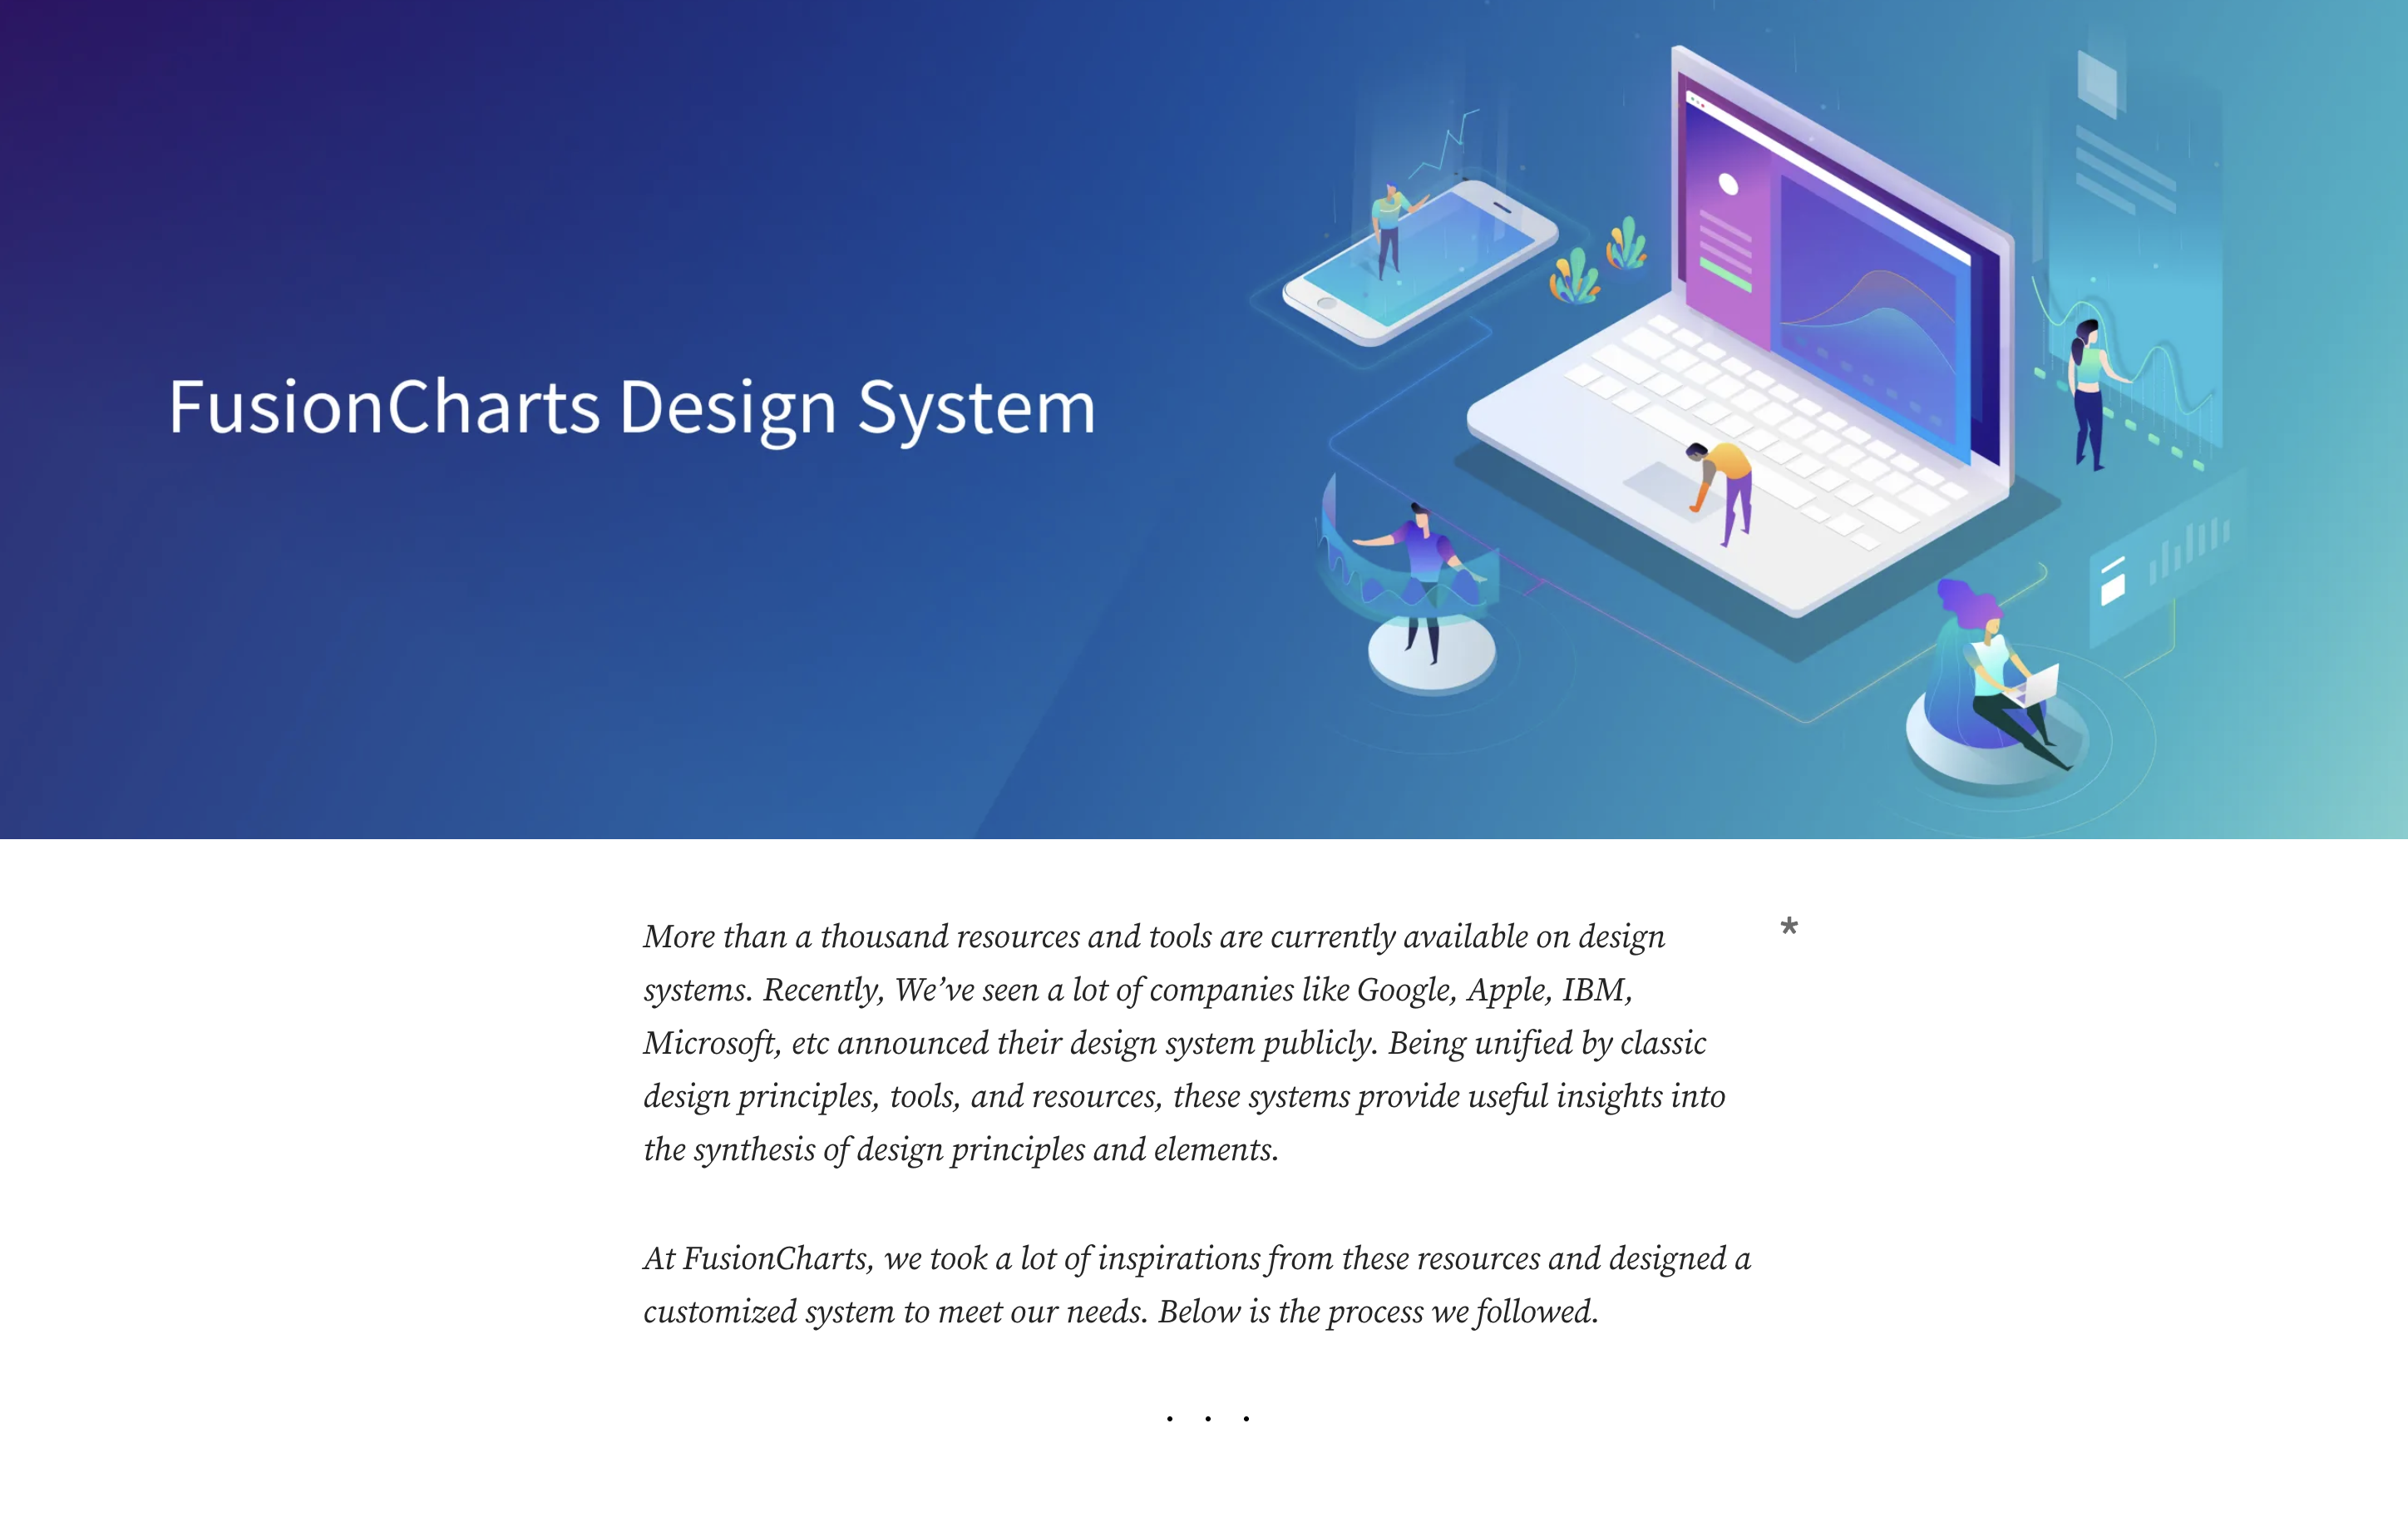 FusionCharts Design System
More than a thousand resources and tools are currently available on design
*
systems. Recently, We’ve seen a lot of companies like Google, Apple, IBM,
Microsoft, etc announced their design system publicly. Being unified by classic
design principles, tools, and resources, these systems provide useful insights into
the synthesis of design principles and elements.
At FusionCharts, we took a lot of inspirations from these resources and designed a
customized system to meet our needs. Below is the process we followed.
. . .